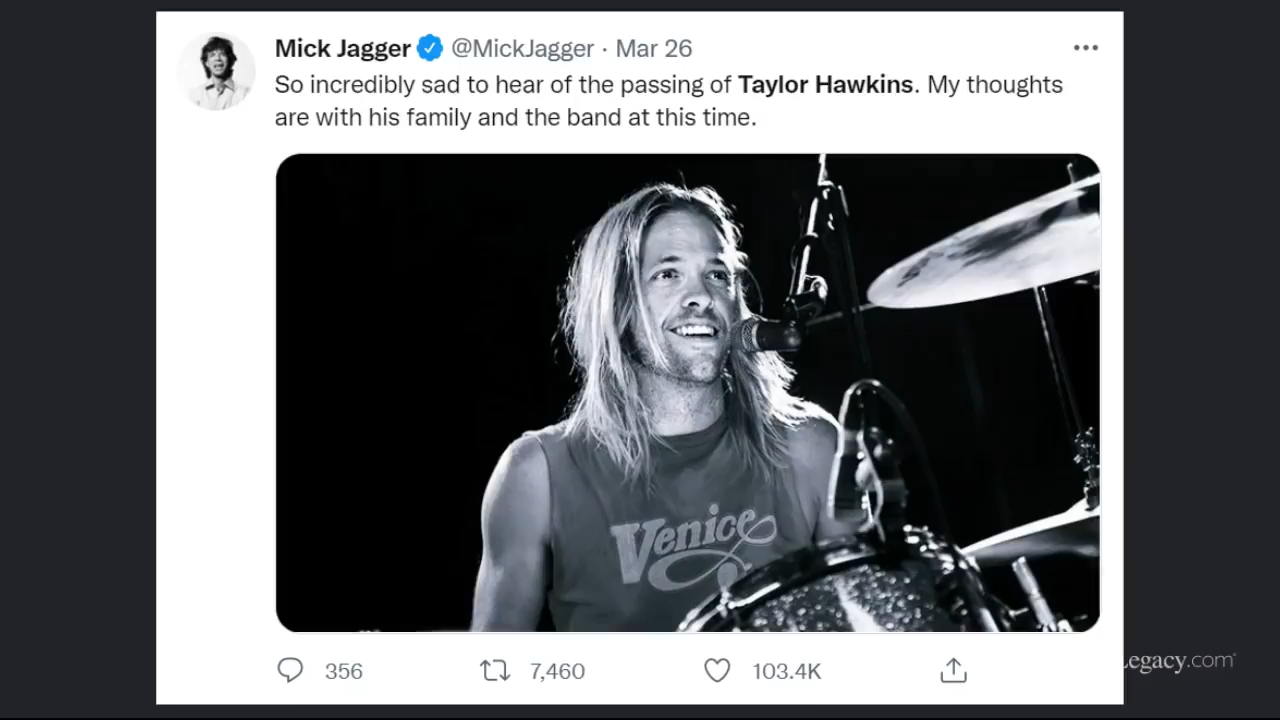 Mick Jagger @MickJagger · Mar 26
So incredibly sad to hear of the passing of Taylor Hawkins. My thoughts
are with his family and the band at this time.
Venice
356 7,460 103.4K
Legacy.com